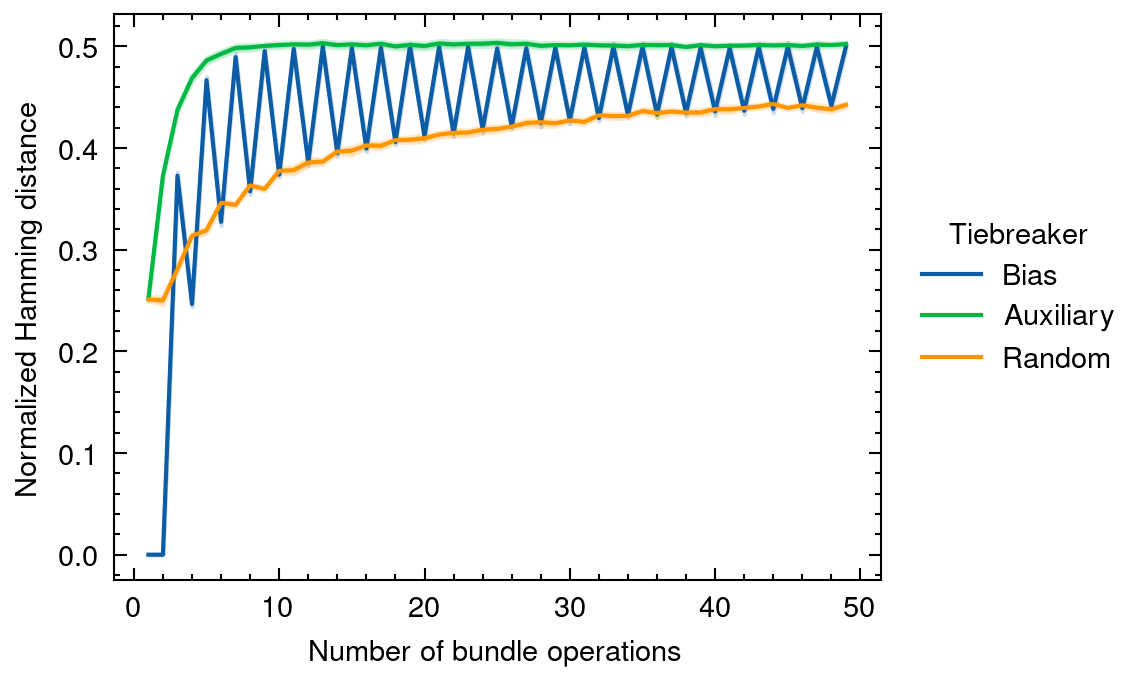 Normalized Hamming distance
0.5
0.4
0.3
0.2
0.1
0.0
0 10 20 30 40 50
Number of bundle operations
Tiebreaker
Bias
Auxiliary
Random